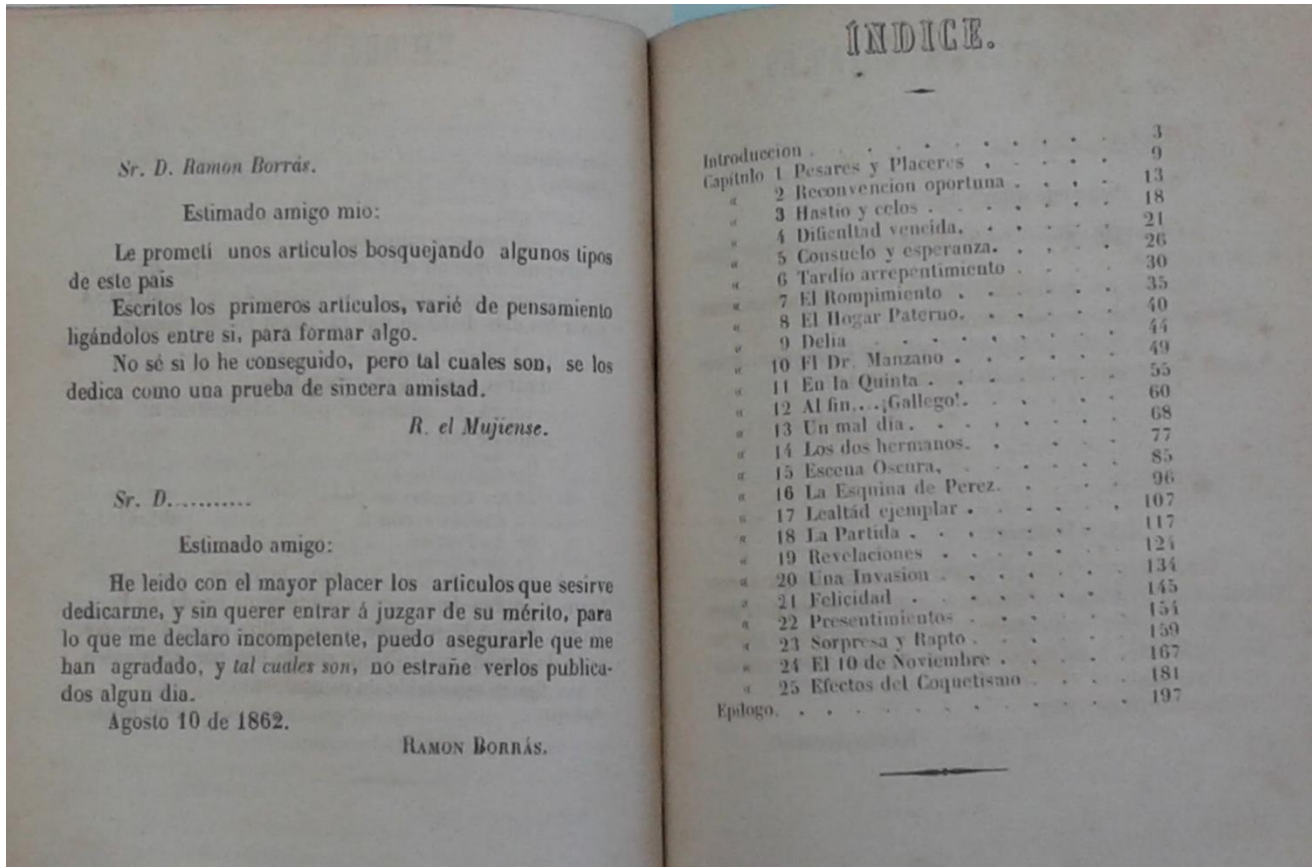 Sr. D. Ramon Borrás.
Estimado amigo mio:
Le prometí unos artículos bosquejando algunos tipos
de este pais
Escritos los primeros artículos, varié de pensamiento
ligándolos entre si, para formar algo.
No sé si lo he conseguido, pero tal cuales son, se los
dedica como una prueba de sincera amistad.
R. el Mujiense.
Sr. D...........
Estimado amigo:
He leido con el mayor placer los artículos que sesirve
dedicarme, y sin querer entrar á juzgar de su mérito, para
lo que me declaro incompetente, puedo asegurarle que me
han agradado, y tal cuales son, no estrañe verlos publica-
dos algun dia.
Agosto 10 de 1862.
RAMON BORRÁS.
ÍNDICE.
Introduccion . . . . . . . . . . 3
Capítulo 1 Pesares y Placeres . . . . . 9
" 2 Reconvencion oportuna . . . . 13
" 3 Hastio y celos . . . . . . 18
" 4 Dificultad vencida. . . . . . 21
" 5 Consuelo y esperanza. . . . . 26
" 6 Tardío arrepentimiento . . . . 30
" 7 El Rompimiento . . . . . . 35
" 8 El Hogar Paterno. . . . . . 40
" 9 Delia . . . . . . . . 44
" 10 El Dr. Manzano . . . . . . 49
" 11 En la Quinta . . . . . . . 55
" 12 Al fin....¡Gallego!. . . . . . 60
" 13 Un mal dia. . . . . . . . 68
" 14 Los dos hermanos. . . . . . 77
" 15 Escena Oscura, . . . . . . 85
" 16 La Esquina de Perez. . . . . 96
" 17 Lealtád ejemplar . . . . . . 107
" 18 La Partida . . . . . . . 117
" 19 Revelaciones . . . . . . 124
" 20 Una Invasion . . . . . . 134
" 21 Felicidad . . . . . . . 145
" 22 Presentimientos . . . . . . 154
" 23 Sorpresa y Rapto . . . . . 159
" 24 El 10 de Noviembre . . . . . 167
" 25 Efectos del Coquetismo . . . . 181
Epílogo. . . . . . . . . . . . 197